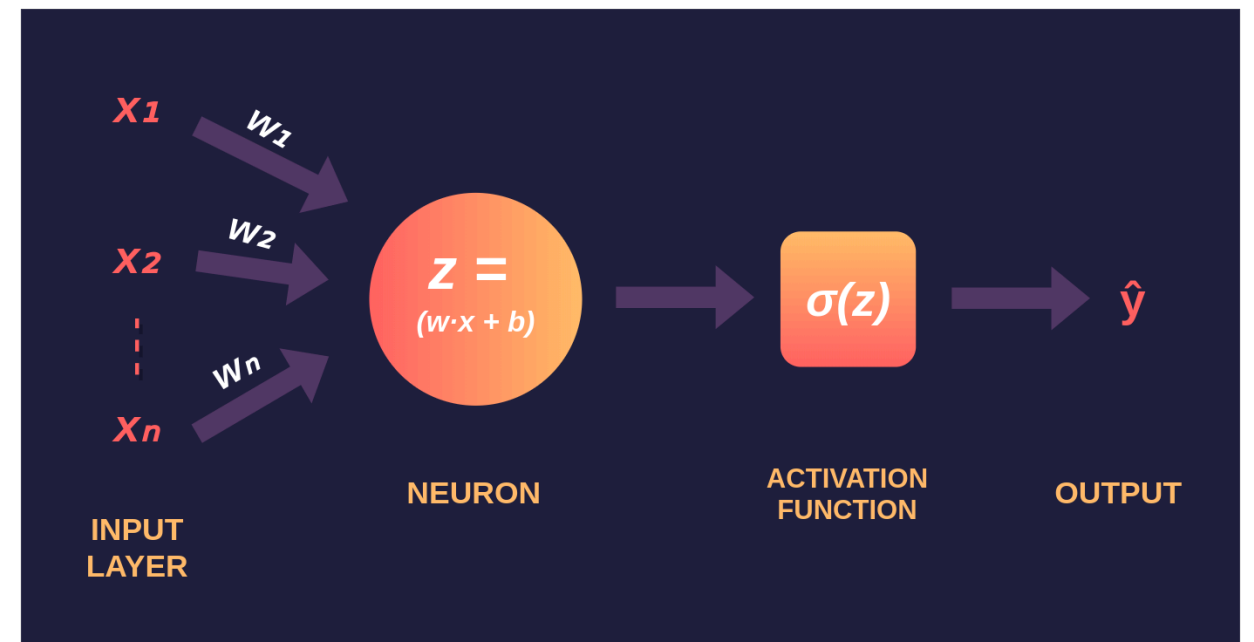 x1
w1
x2
w2
xn
wn
z =
(w·x + b)
σ(z)
ŷ
INPUT
LAYER
NEURON
ACTIVATION
FUNCTION
OUTPUT